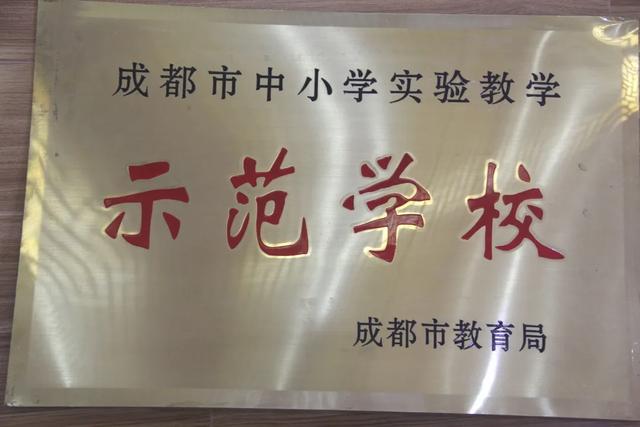 成都市中小学实验教学
示范学校
成都市教育局